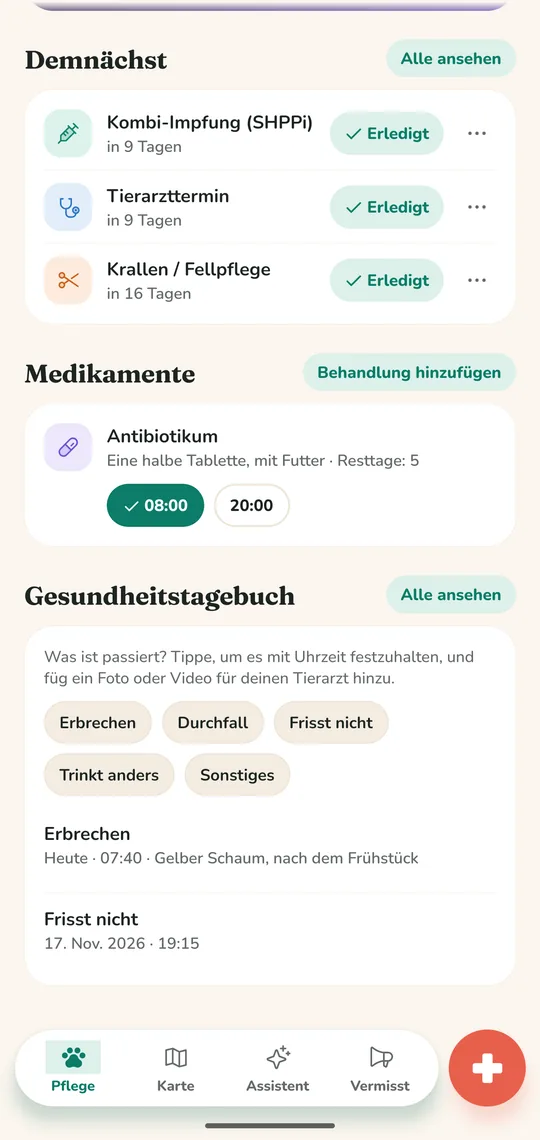 Demnächst
Alle ansehen
Kombi-Impfung (SHPPi)
in 9 Tagen
Erledigt
Tierarzttermin
in 9 Tagen
Erledigt
Krallen / Fellpflege
in 16 Tagen
Erledigt
Medikamente
Behandlung hinzufügen
Antibiotikum
Eine halbe Tablette, mit Futter · Resttage: 5
08:00
20:00
Gesundheitstagebuch
Alle ansehen
Was ist passiert? Tippe, um es mit Uhrzeit festzuhalten, und
füg ein Foto oder Video für deinen Tierarzt hinzu.
Erbrechen
Durchfall
Frisst nicht
Trinkt anders
Sonstiges
Erbrechen
Heute · 07:40 · Gelber Schaum, nach dem Frühstück
Frisst nicht
17. Nov. 2026 · 19:15
Pflege
Karte
Assistent
Vermisst